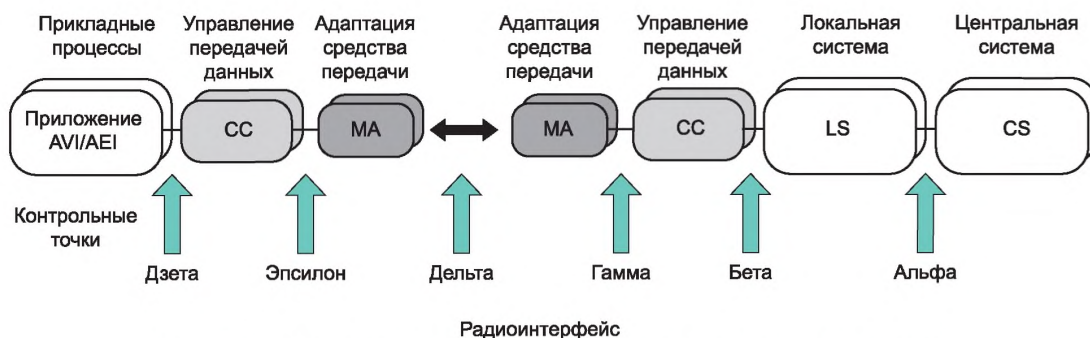 Прикладные
процессы
Управление
передачей
данных
Адаптация
средства
передачи
Адаптация
средства
передачи
Управление
передачей
данных
Локальная
система
Центральная
система
Приложение
AVI/AEI
CC
MA
MA
CC
LS
CS
Контрольные
точки
Дзета
Эпсилон
Дельта
Гамма
Бета
Альфа
Радиоинтерфейс